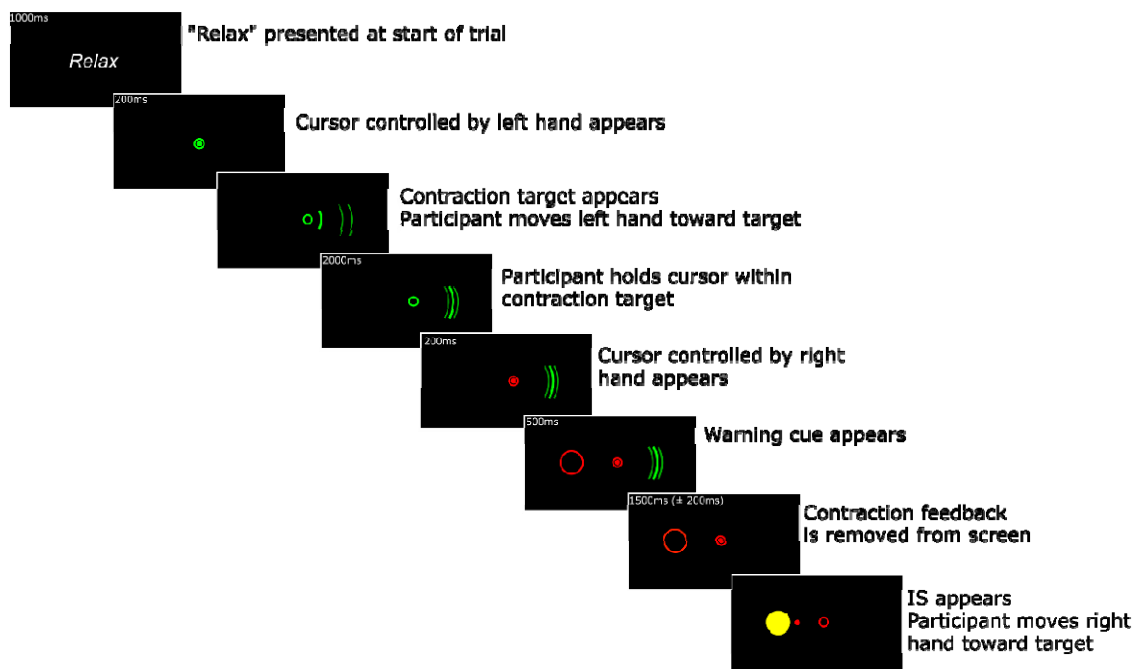 1000ms
Relax
"Relax" presented at start of trial
200ms
Cursor controlled by left hand appears
Contraction target appears
Participant moves left hand toward target
2000ms
Participant holds cursor within
contraction target
200ms
Cursor controlled by right
hand appears
500ms
Warning cue appears
1500ms (± 200ms)
Contraction feedback
is removed from screen
IS appears
Participant moves right
hand toward target